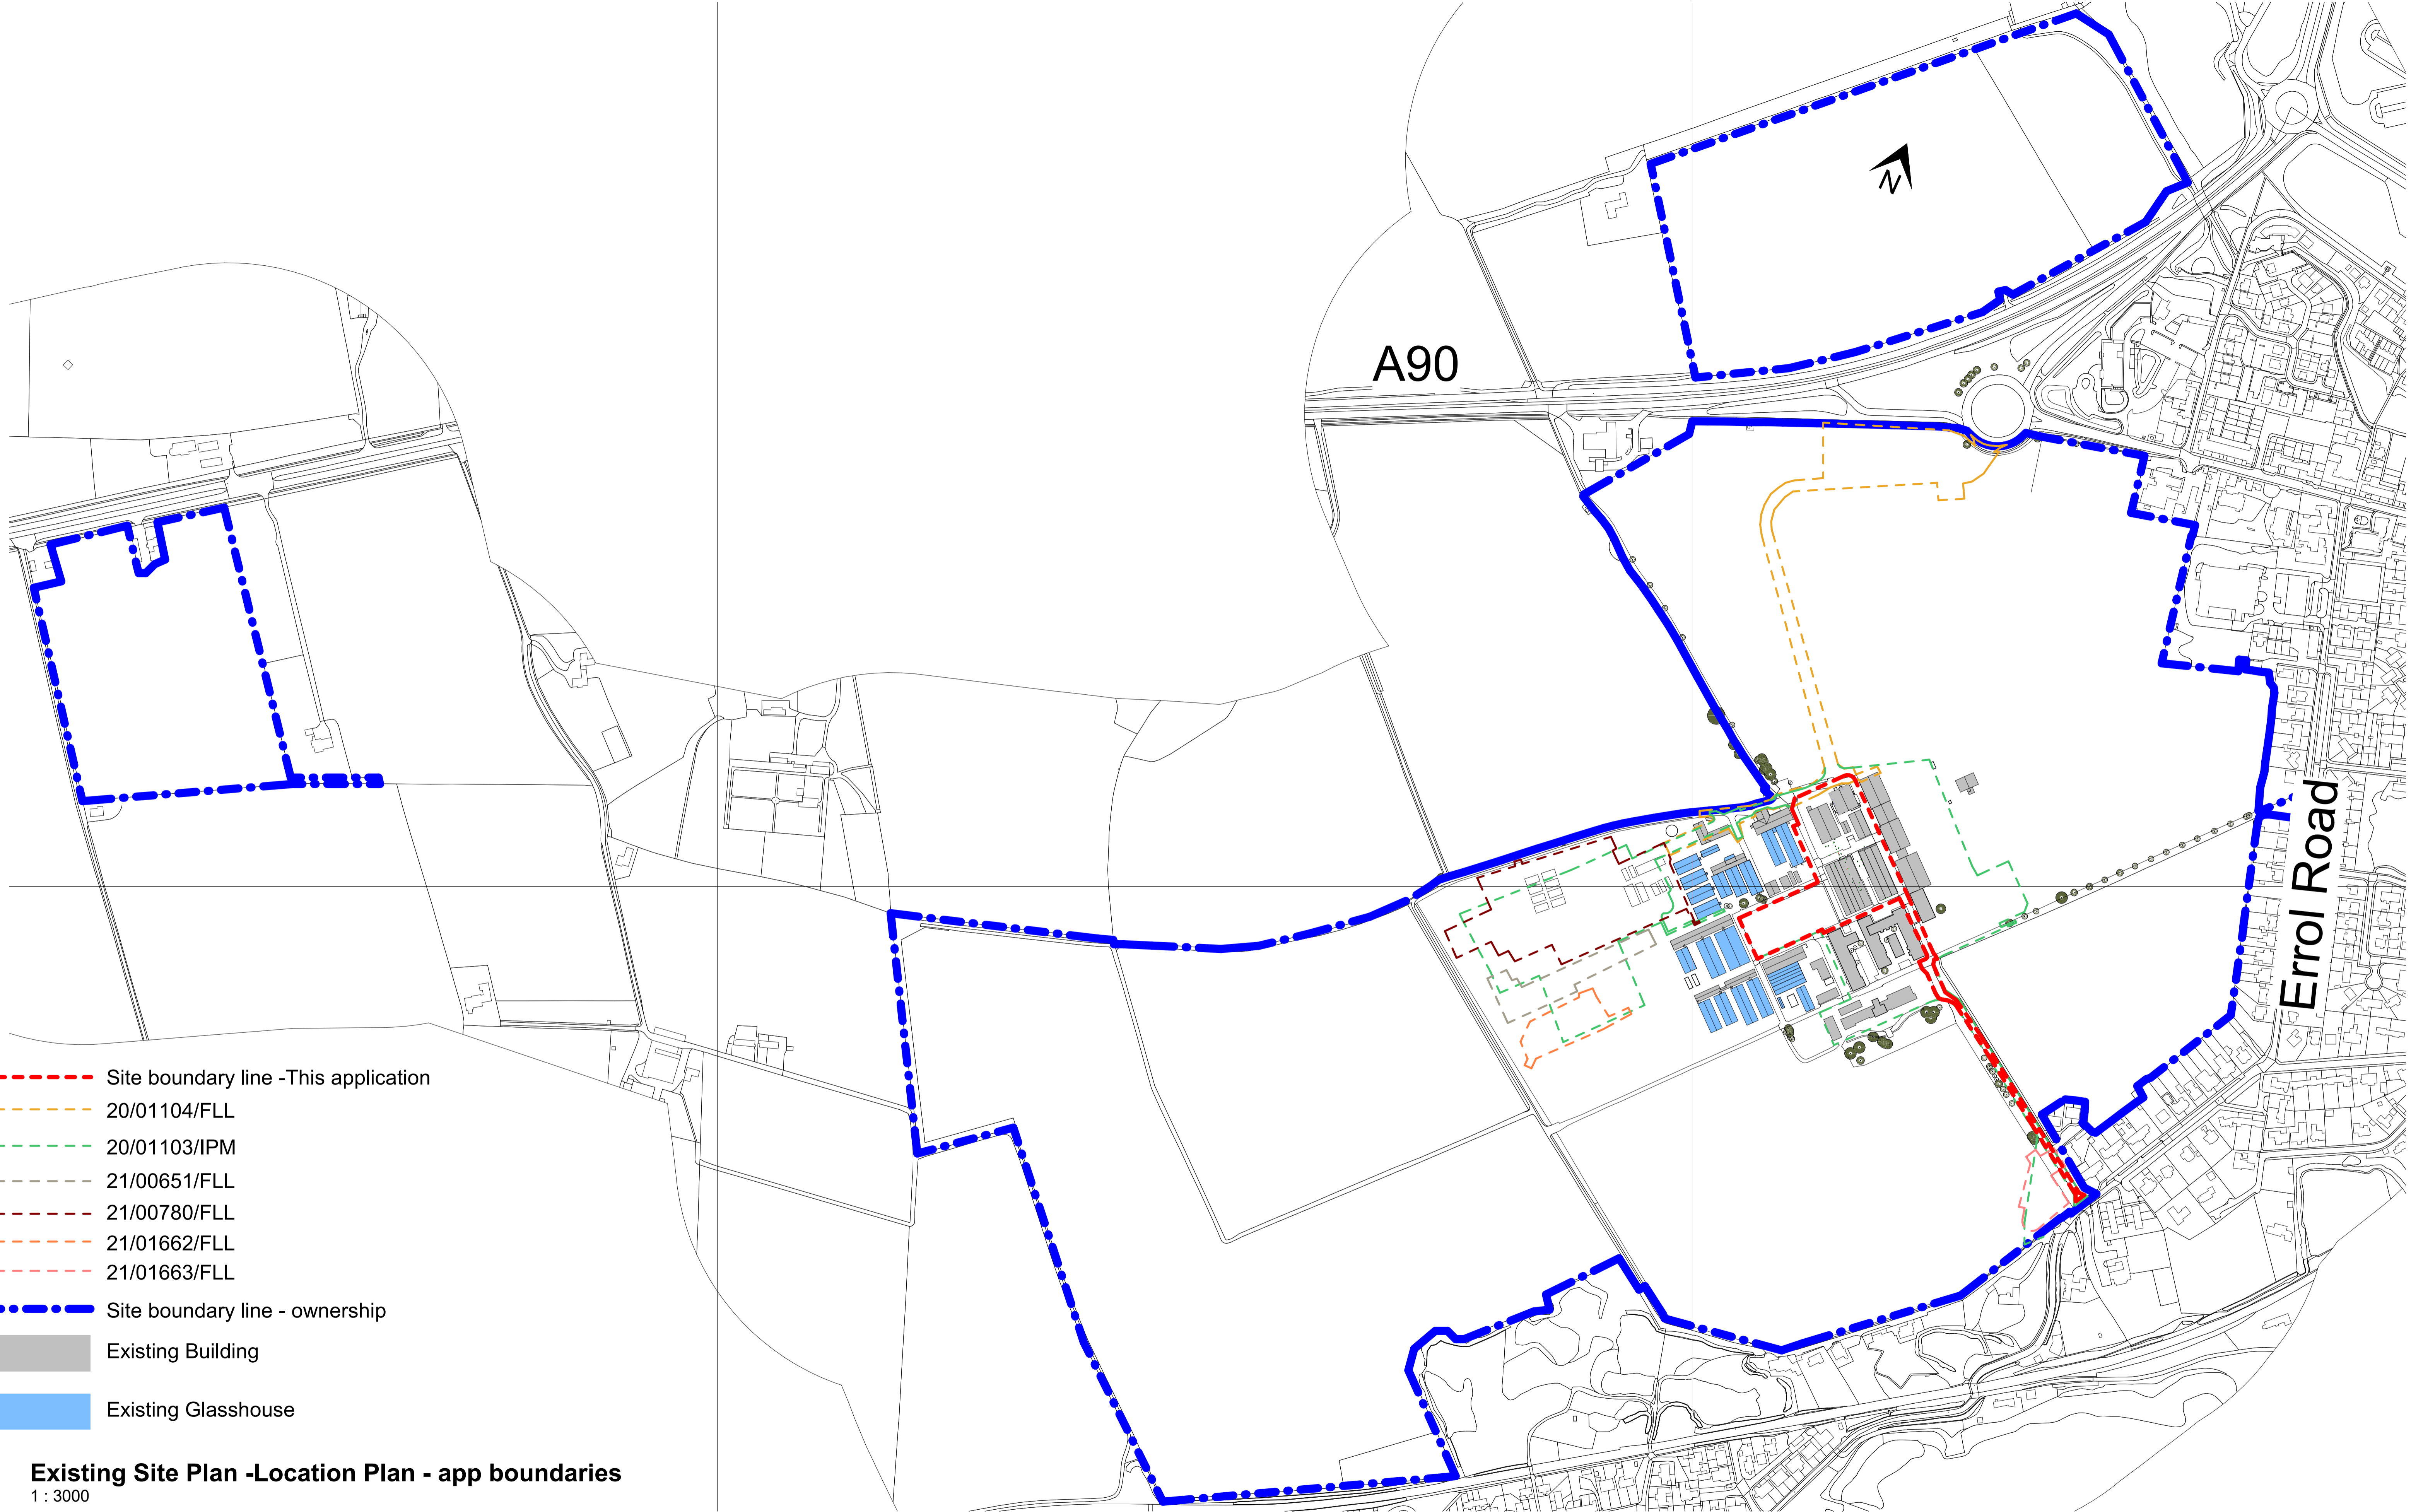 N
A90
Errol Road
Site boundary line -This application
20/01104/FLL
20/01103/IPM
21/00651/FLL
21/00780/FLL
21/01662/FLL
21/01663/FLL
Site boundary line - ownership
Existing Building
Existing Glasshouse
Existing Site Plan -Location Plan - app boundaries
1 : 3000